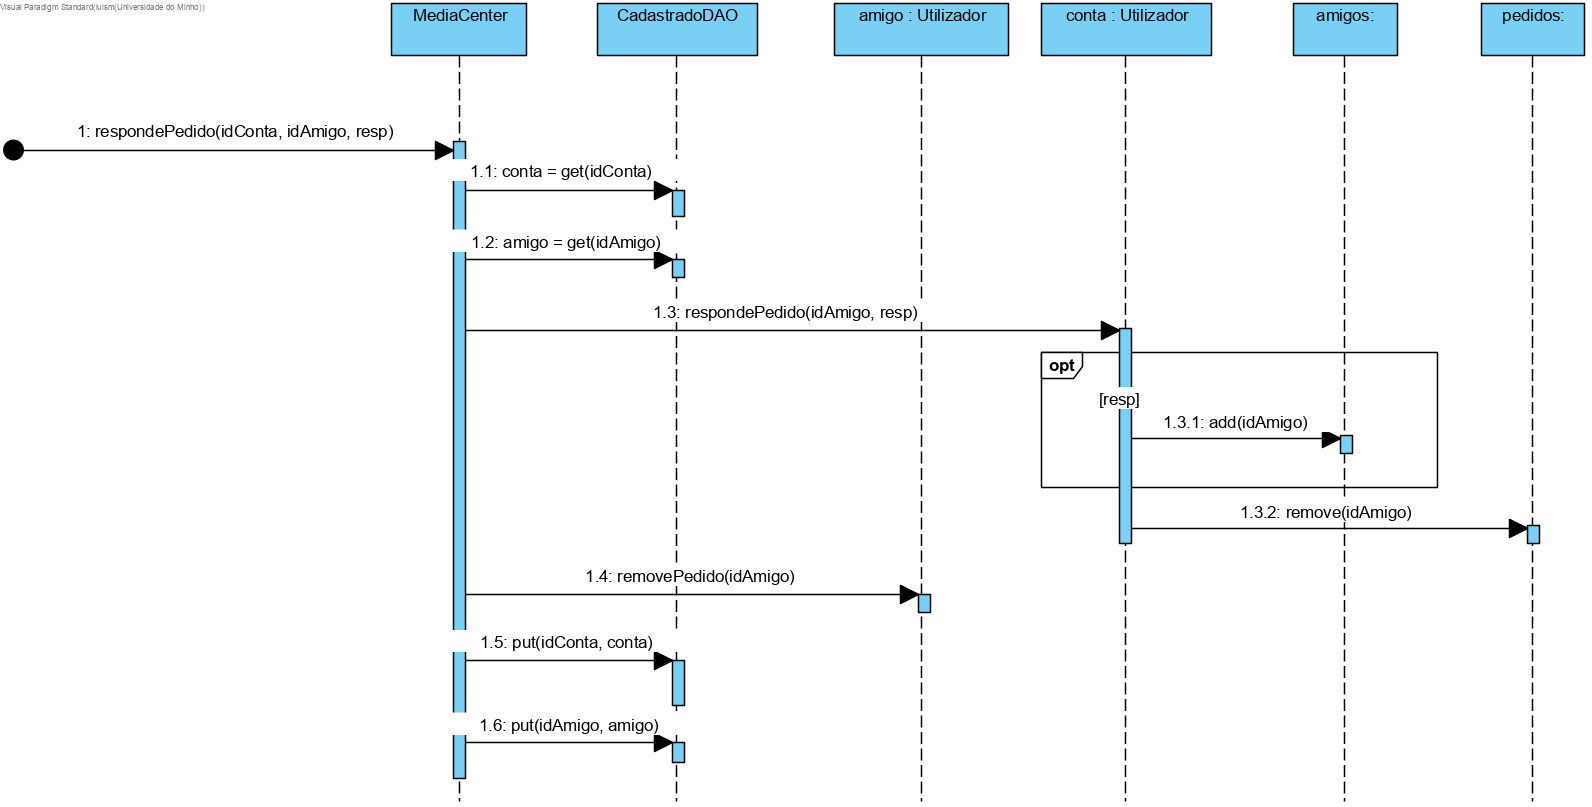 Visual Paradigm Standard(luism(Universidade do Minho))
MediaCenter
CadastradoDAO
amigo : Utilizador
conta : Utilizador
amigos:
pedidos:
1: respondePedido(idConta, idAmigo, resp)
1.1: conta = get(idConta)
1.2: amigo = get(idAmigo)
1.3: respondePedido(idAmigo, resp)
opt
[resp]
1.3.1: add(idAmigo)
1.3.2: remove(idAmigo)
1.4: removePedido(idAmigo)
1.5: put(idConta, conta)
1.6: put(idAmigo, amigo)